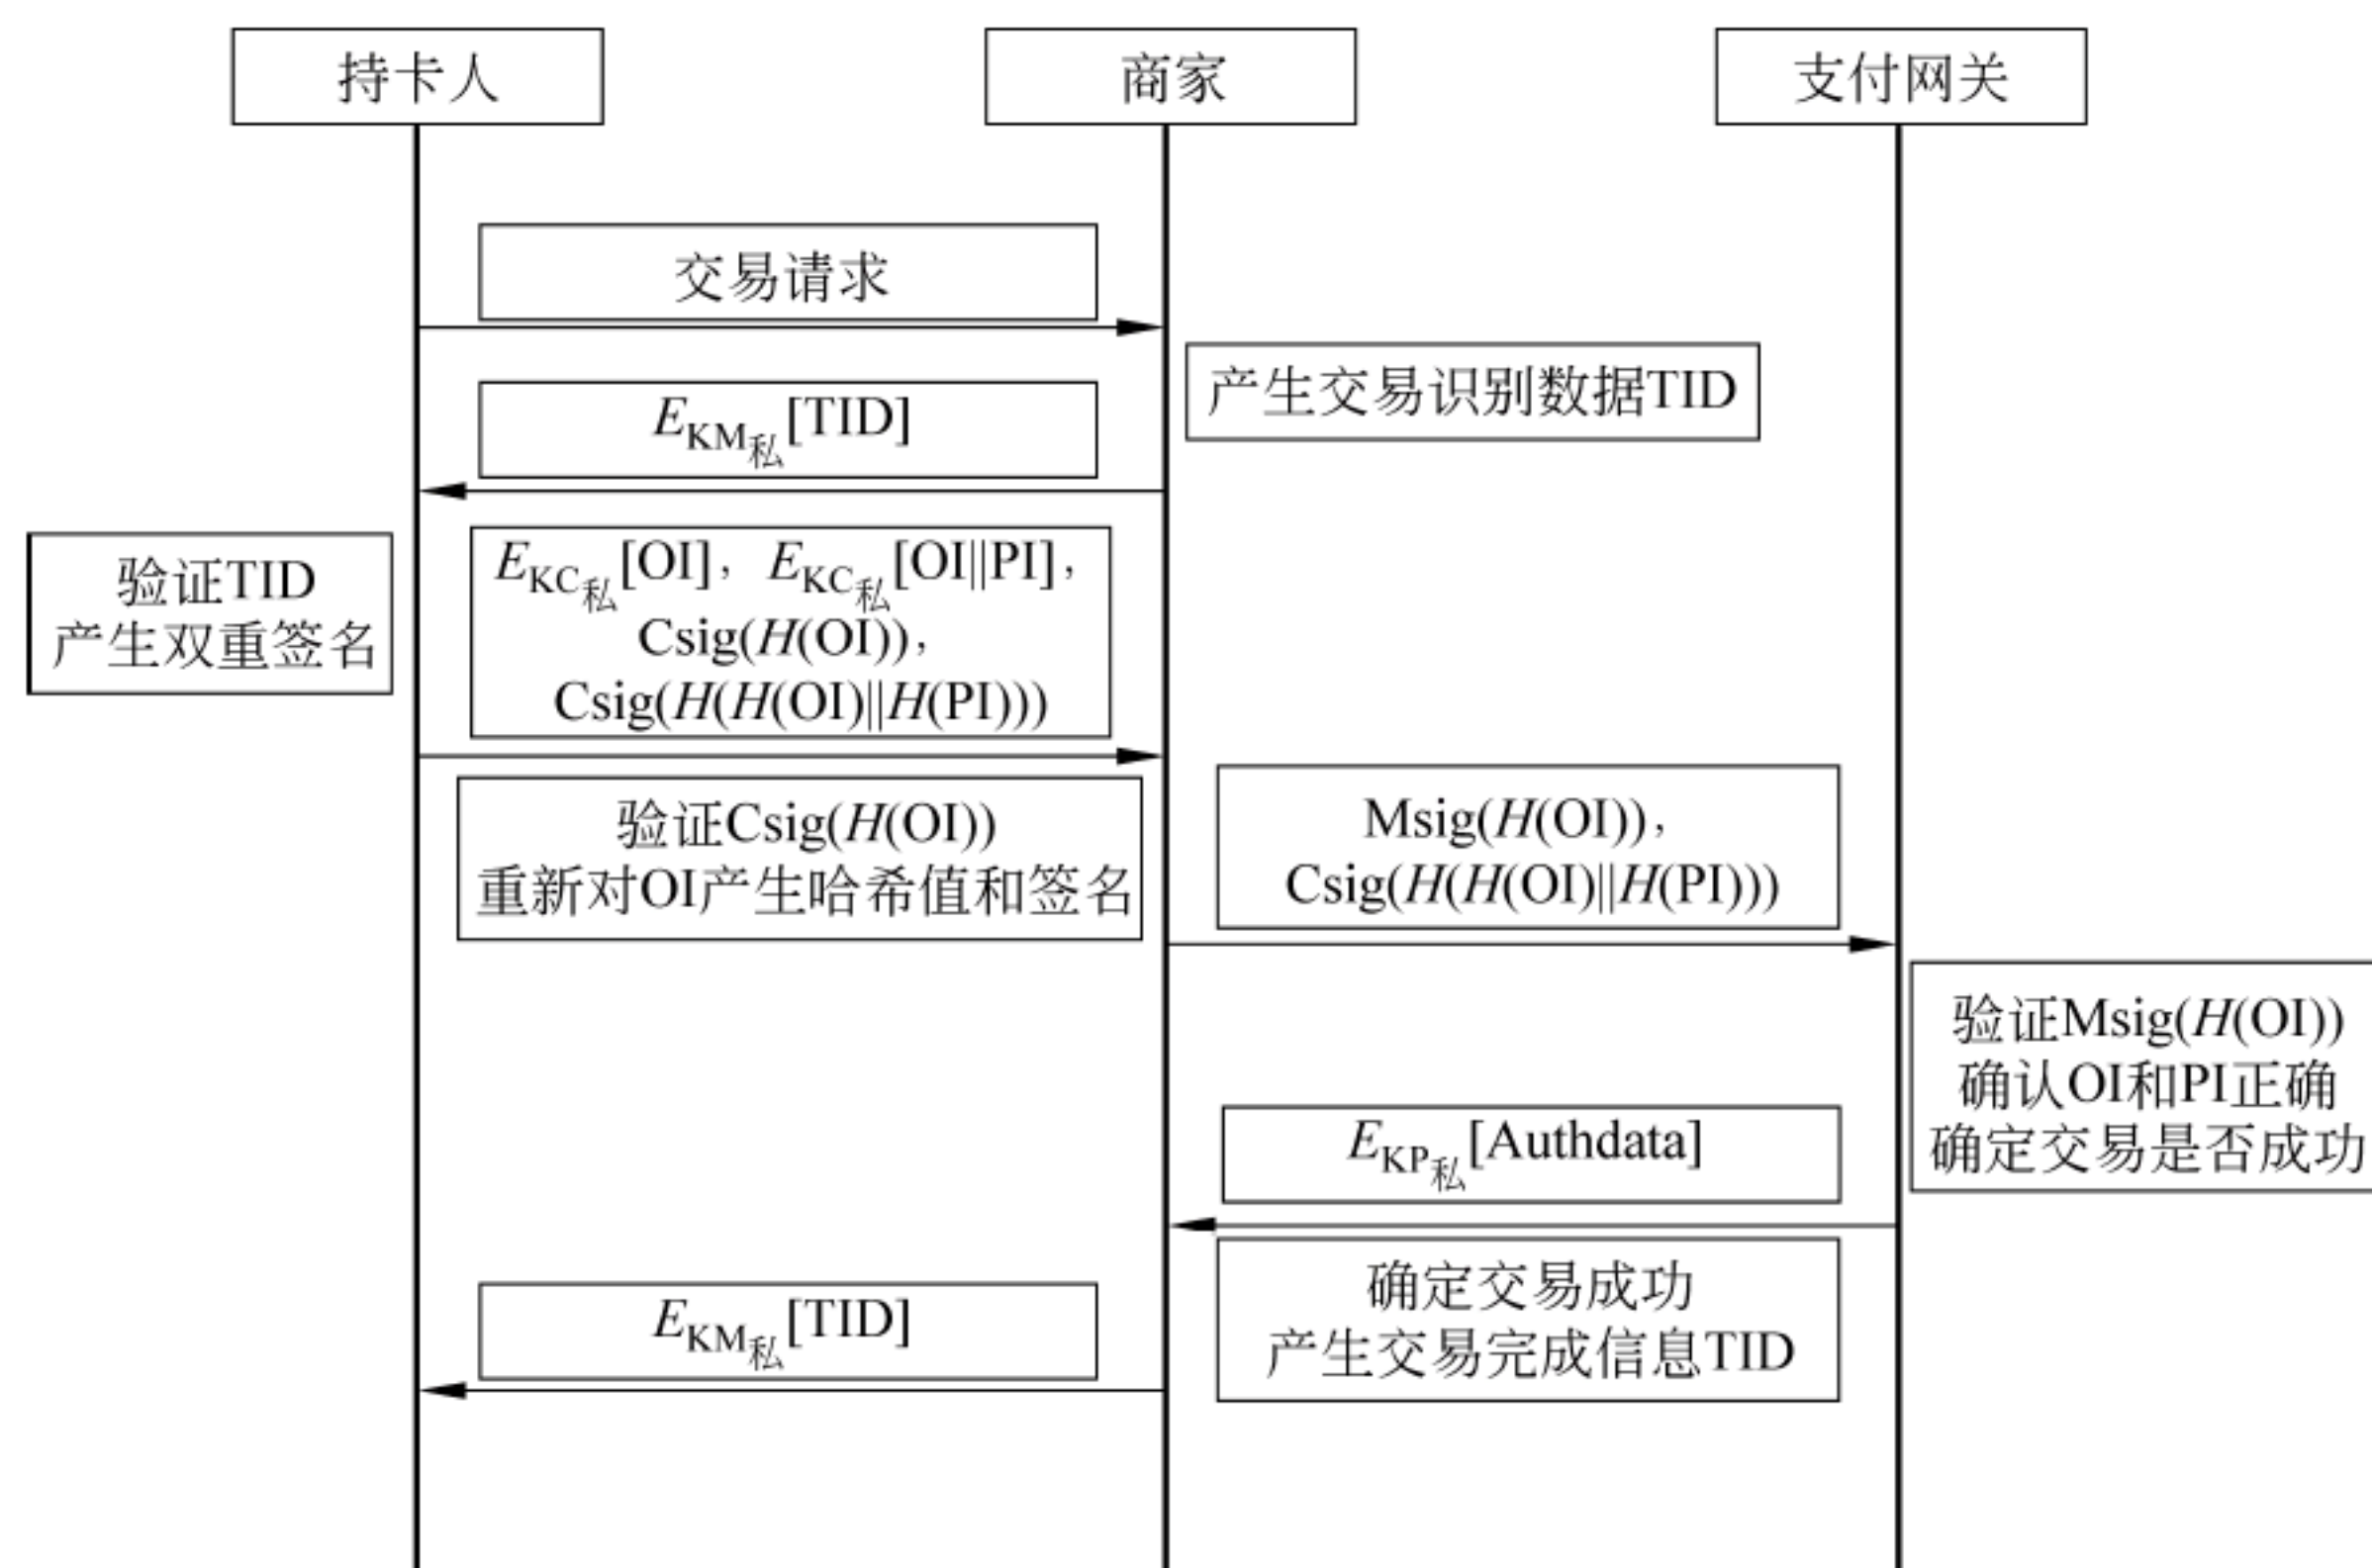 持卡人
商家
支付网关
交易请求
产生交易识别数据TID
E_KM私[TID]
验证TID
产生双重签名
E_KC私[OI]，E_KC私[OI||PI]，
Csig(H(OI))，
Csig(H(H(OI)||H(PI)))
验证Csig(H(OI))
重新对OI产生哈希值和签名
Msig(H(OI))，
Csig(H(H(OI)||H(PI)))
验证Msig(H(OI))
确认OI和PI正确
确定交易是否成功
E_KP私[Authdata]
确定交易成功
产生交易完成信息TID
E_KM私[TID]